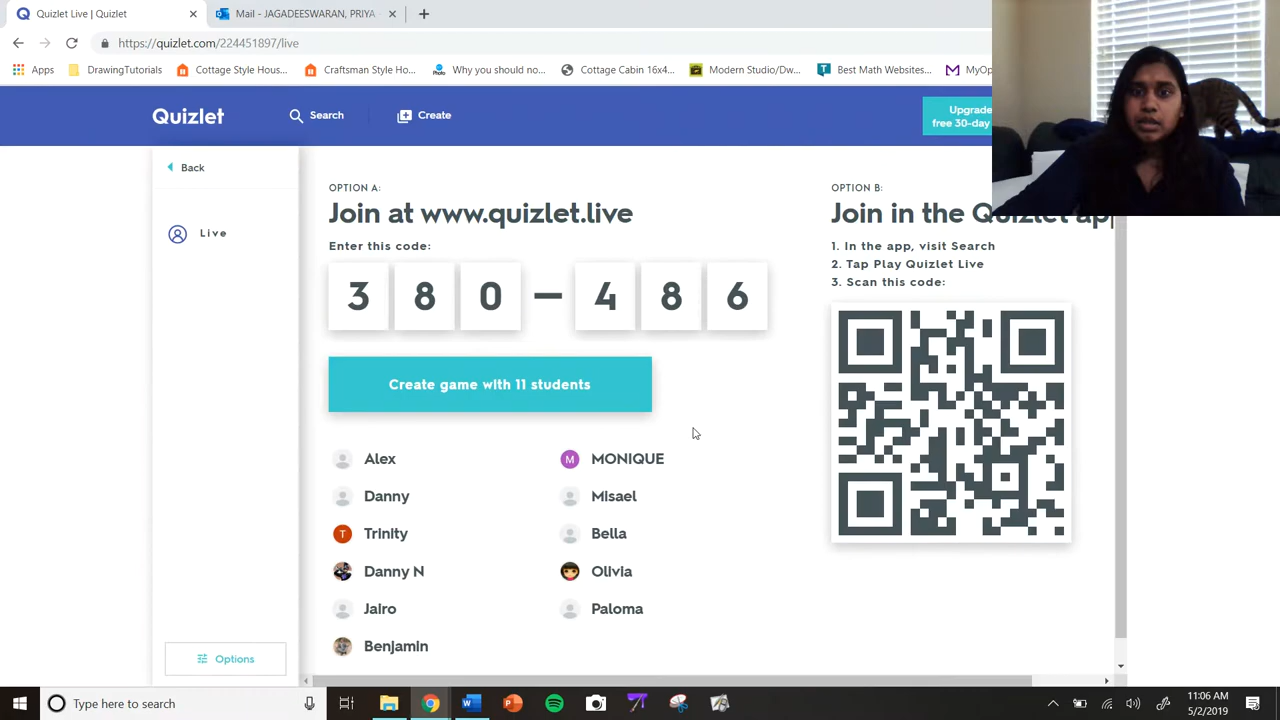 Quizlet Live | Quizlet
Mail - JAGADEESWARAN, PRIYA
https://quizlet.com/224451897/live
Apps
DrawingTutorials
Cottage Style Hous...
Craftsman Style Ho...
Why you should no...
Cottage Cabin 16x4...
Modern Studio/Dw...
Best Math Websites...
MyOp
Quizlet
Search
Create
Upgrade
free 30-day
Back
Live
Options
OPTION A:
Join at www.quizlet.live
Enter this code:
3 8 0 – 4 8 6
Create game with 11 students
Alex
Danny
Trinity
Danny N
Jairo
Benjamin
MONIQUE
Misael
Bella
Olivia
Paloma
OPTION B:
Join in the Quizlet ap
1. In the app, visit Search
2. Tap Play Quizlet Live
3. Scan this code:
Type here to search
11:06 AM
5/2/2019